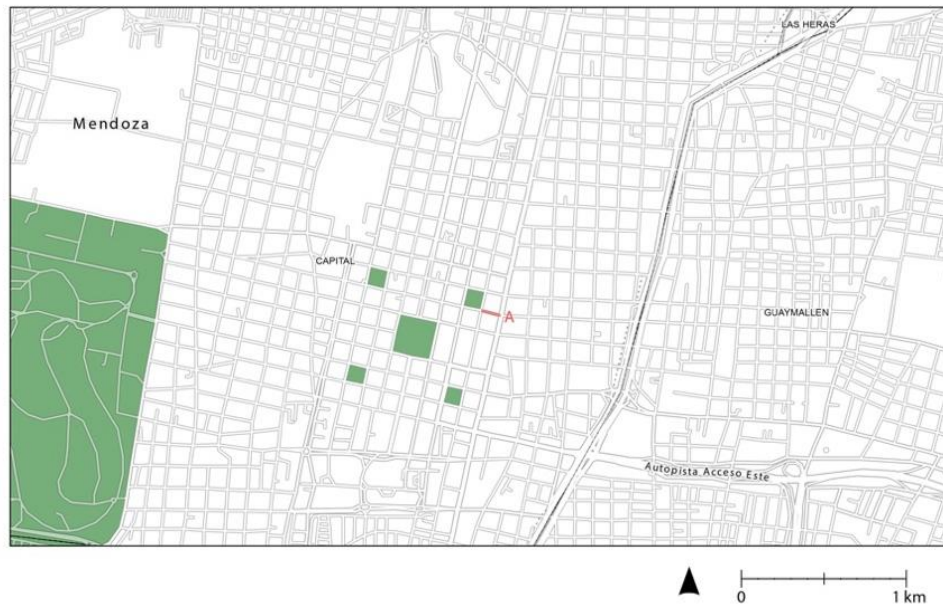 LAS HERAS
Mendoza
CAPITAL
A
GUAYMALLEN
Autopista Acceso Este
0 1 km